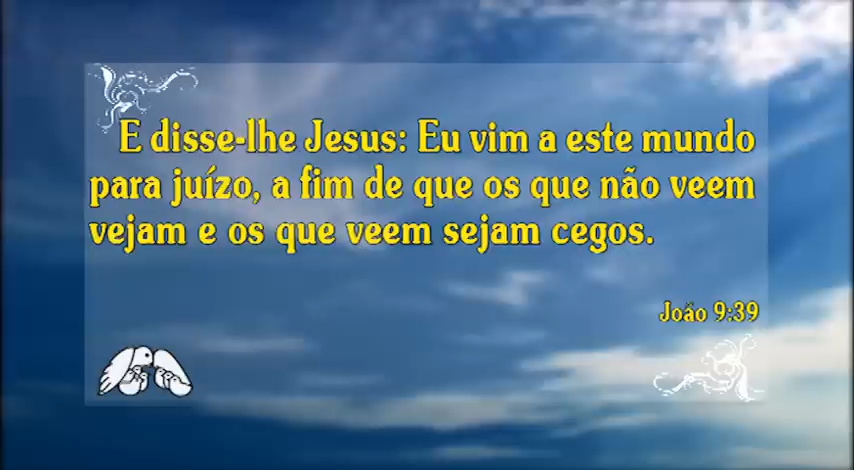 E disse-lhe Jesus: Eu vim a este mundo
para juízo, a fim de que os que não veem
vejam e os que veem sejam cegos.
João 9:39